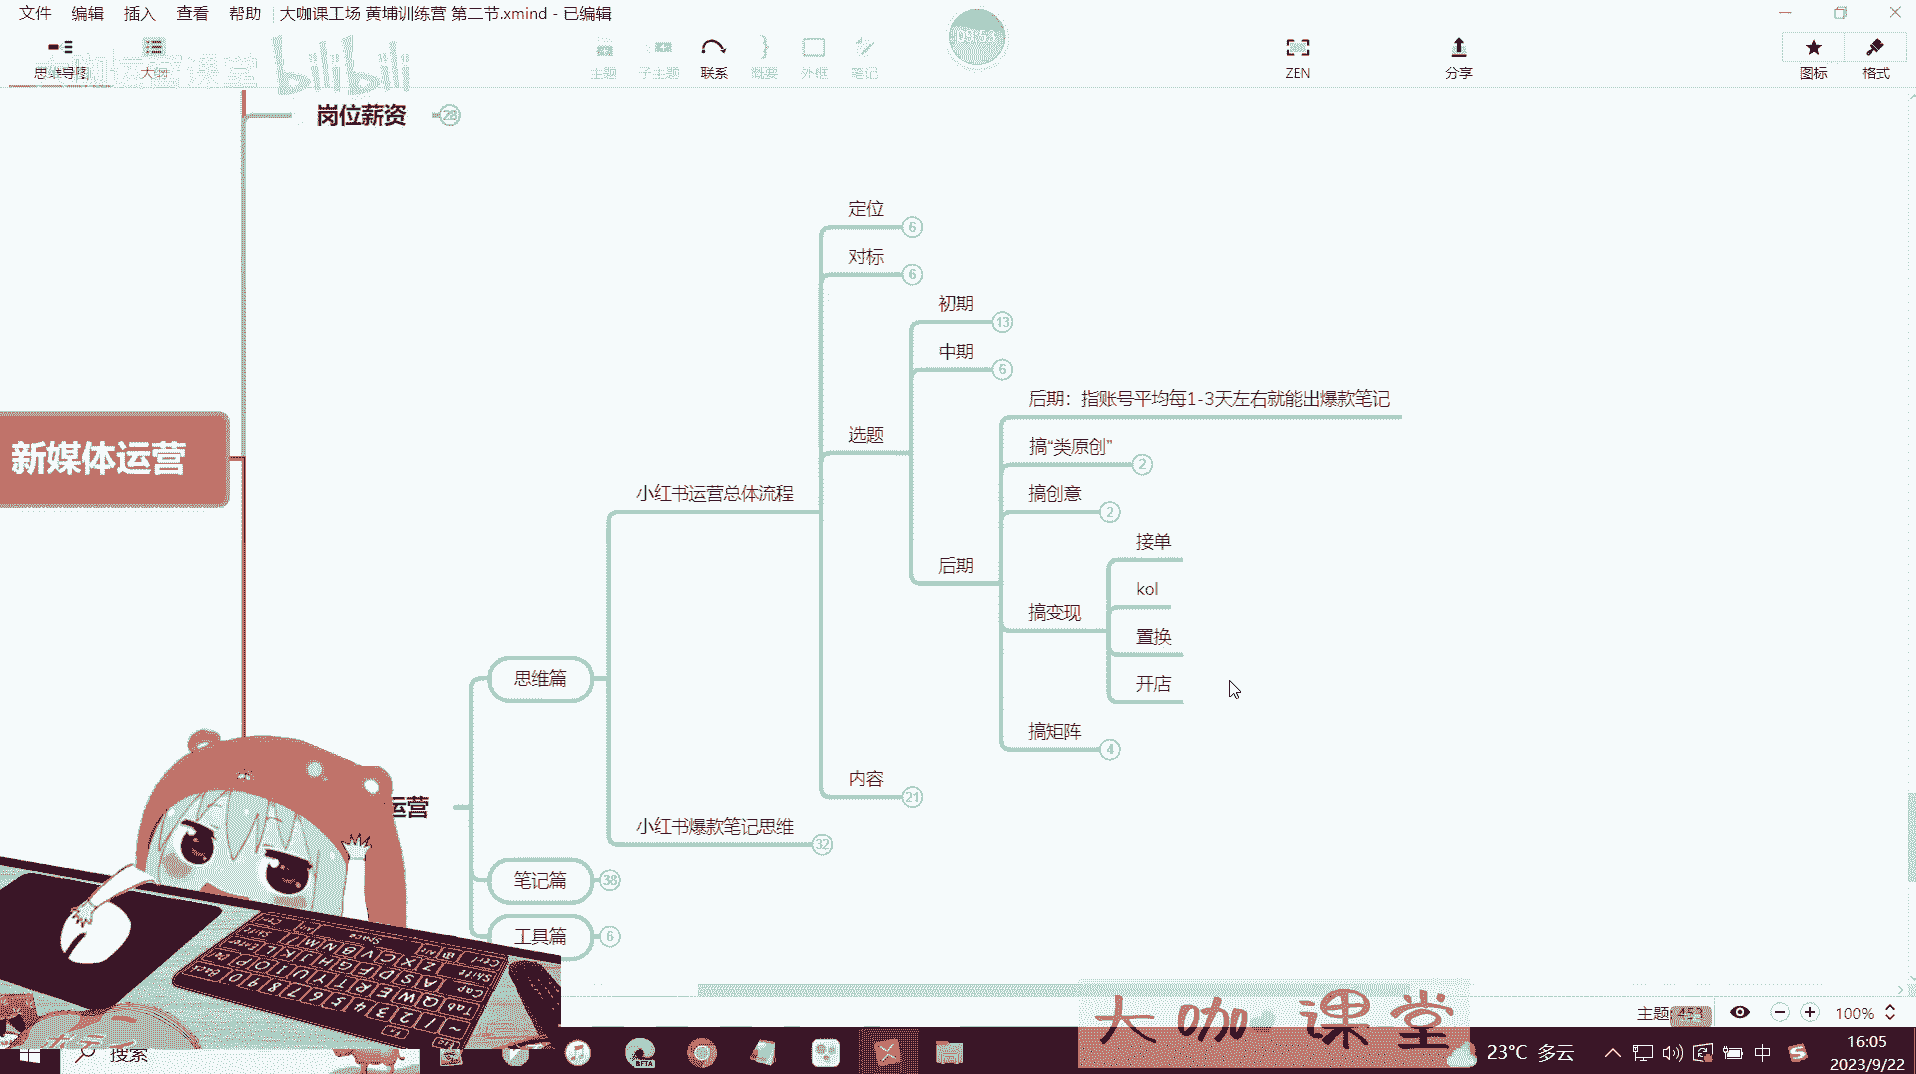 文件 编辑 插入 查看 帮助 大咖课工场 黄埔训练营 第二节.xmind - 已编辑
思维导图 大纲 主题 子主题 联系 概要 外框 笔记 09:53 ZEN 分享 图标 格式
bilibili
岗位薪资 28
定位 6
对标 6
初期 13
中期 6
后期：指账号平均每1-3天左右就能出爆款笔记
选题
搞“类原创” 2
新媒体运营
小红书运营总体流程
搞创意 2
接单
后期
kol
搞变现
置换
思维篇
开店
搞矩阵 4
内容 21
运营
小红书爆款笔记思维 32
笔记篇 38
工具篇 6
大咖课堂
主题 453 100%
搜索
23°C 多云
中
16:05
2023/9/22